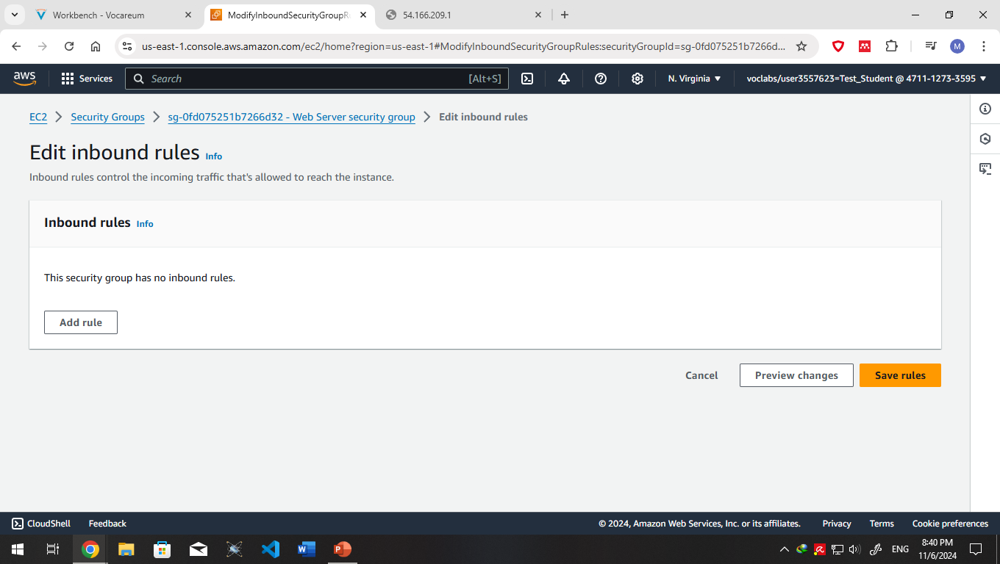 Workbench - Vocareum
ModifyInboundSecurityGroupRu
54.166.209.1
us-east-1.console.aws.amazon.com/ec2/home?region=us-east-1#ModifyInboundSecurityGroupRules:securityGroupId=sg-0fd075251b7266d...
M
aws
Services
Search
[Alt+S]
N. Virginia
voclabs/user3557623=Test_Student @ 4711-1273-3595
EC2
Security Groups
sg-0fd075251b7266d32 - Web Server security group
Edit inbound rules
Edit inbound rules Info
Inbound rules control the incoming traffic that's allowed to reach the instance.
Inbound rules Info
This security group has no inbound rules.
Add rule
Cancel
Preview changes
Save rules
CloudShell
Feedback
© 2024, Amazon Web Services, Inc. or its affiliates.
Privacy
Terms
Cookie preferences
ENG
8:40 PM
11/6/2024